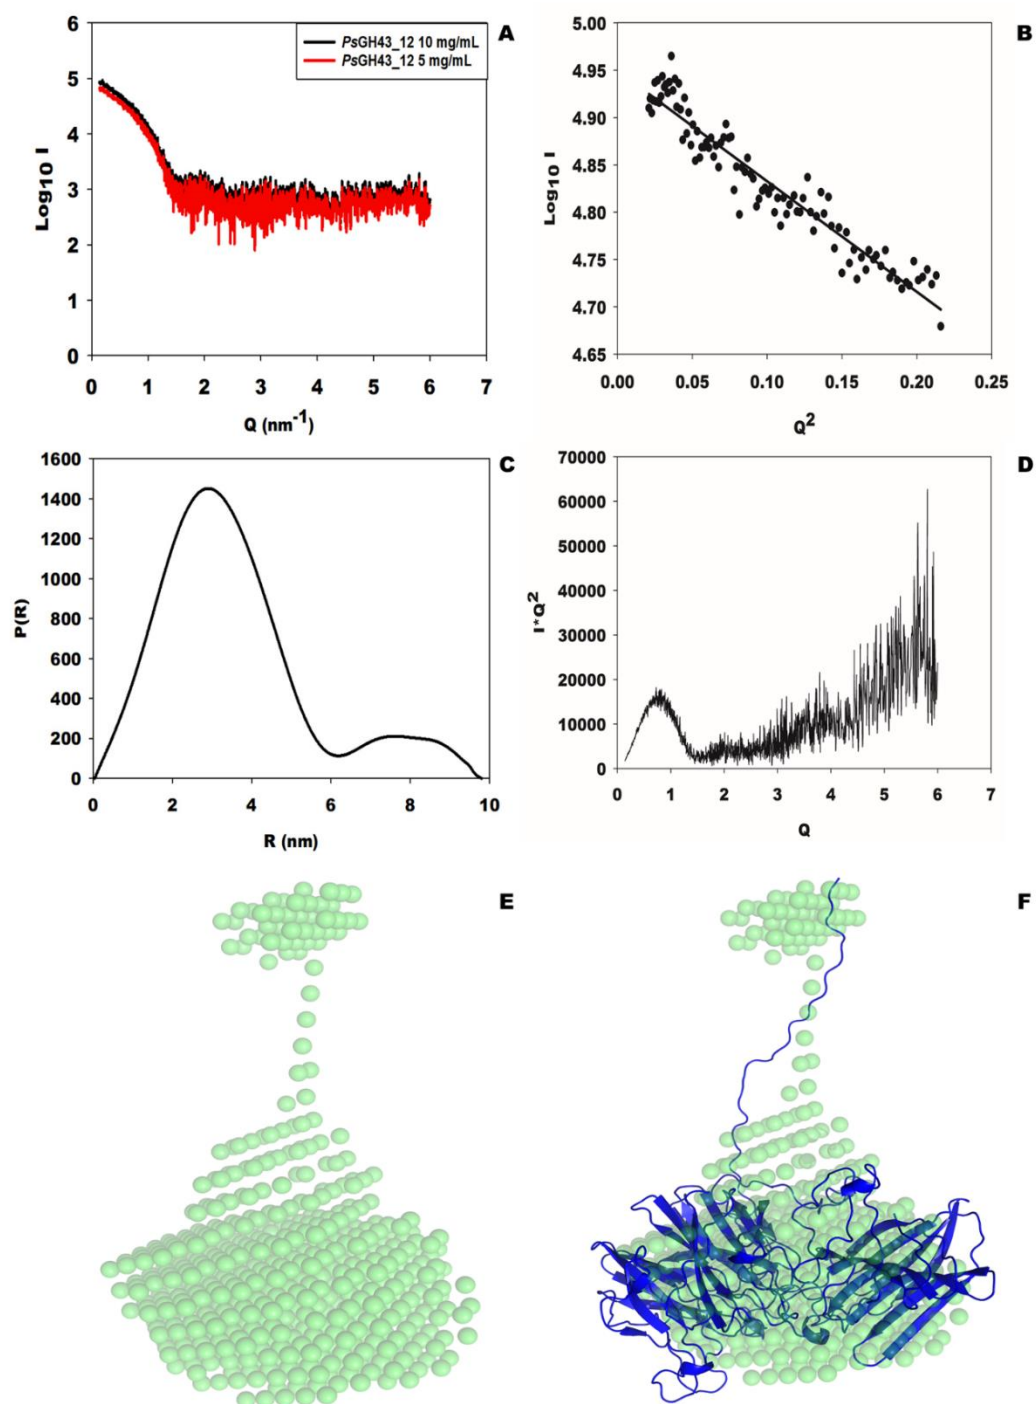 A
PsGH43_12 10 mg/mL
PsGH43_12 5 mg/mL
6
5
4
3
2
1
0
Log10 I
0 1 2 3 4 5 6 7
Q (nm-1)
B
5.00
4.95
4.90
4.85
4.80
4.75
4.70
4.65
Log10 I
0.00 0.05 0.10 0.15 0.20 0.25
Q2
C
1600
1400
1200
1000
800
600
400
200
0
P(R)
0 2 4 6 8 10
R (nm)
D
70000
60000
50000
40000
30000
20000
10000
0
I*Q2
0 1 2 3 4 5 6 7
Q
E
F